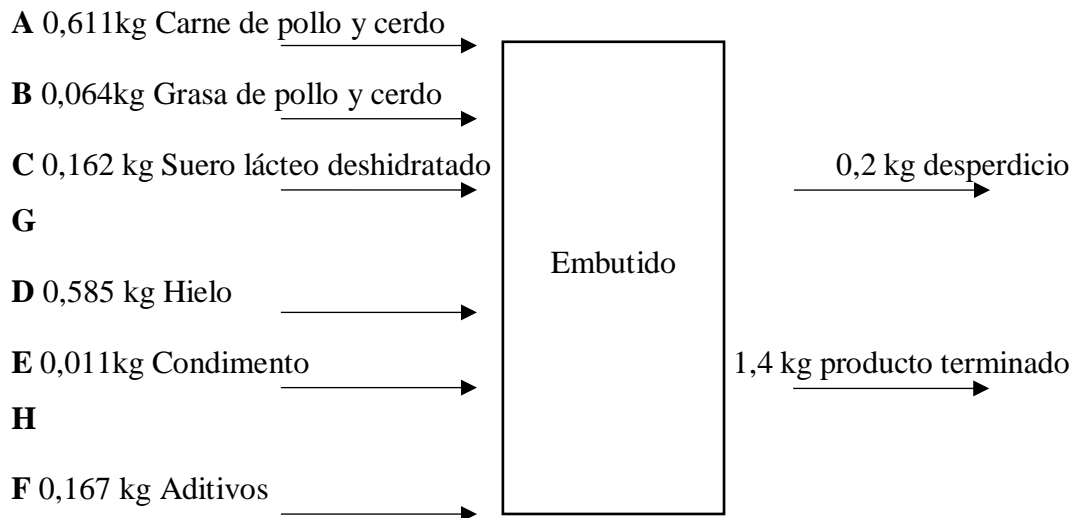 A 0,611kg Carne de pollo y cerdo
B 0,064kg Grasa de pollo y cerdo
C 0,162 kg Suero lácteo deshidratado
0,2 kg desperdicio
G
Embutido
D 0,585 kg Hielo
E 0,011kg Condimento
1,4 kg producto terminado
H
F 0,167 kg Aditivos